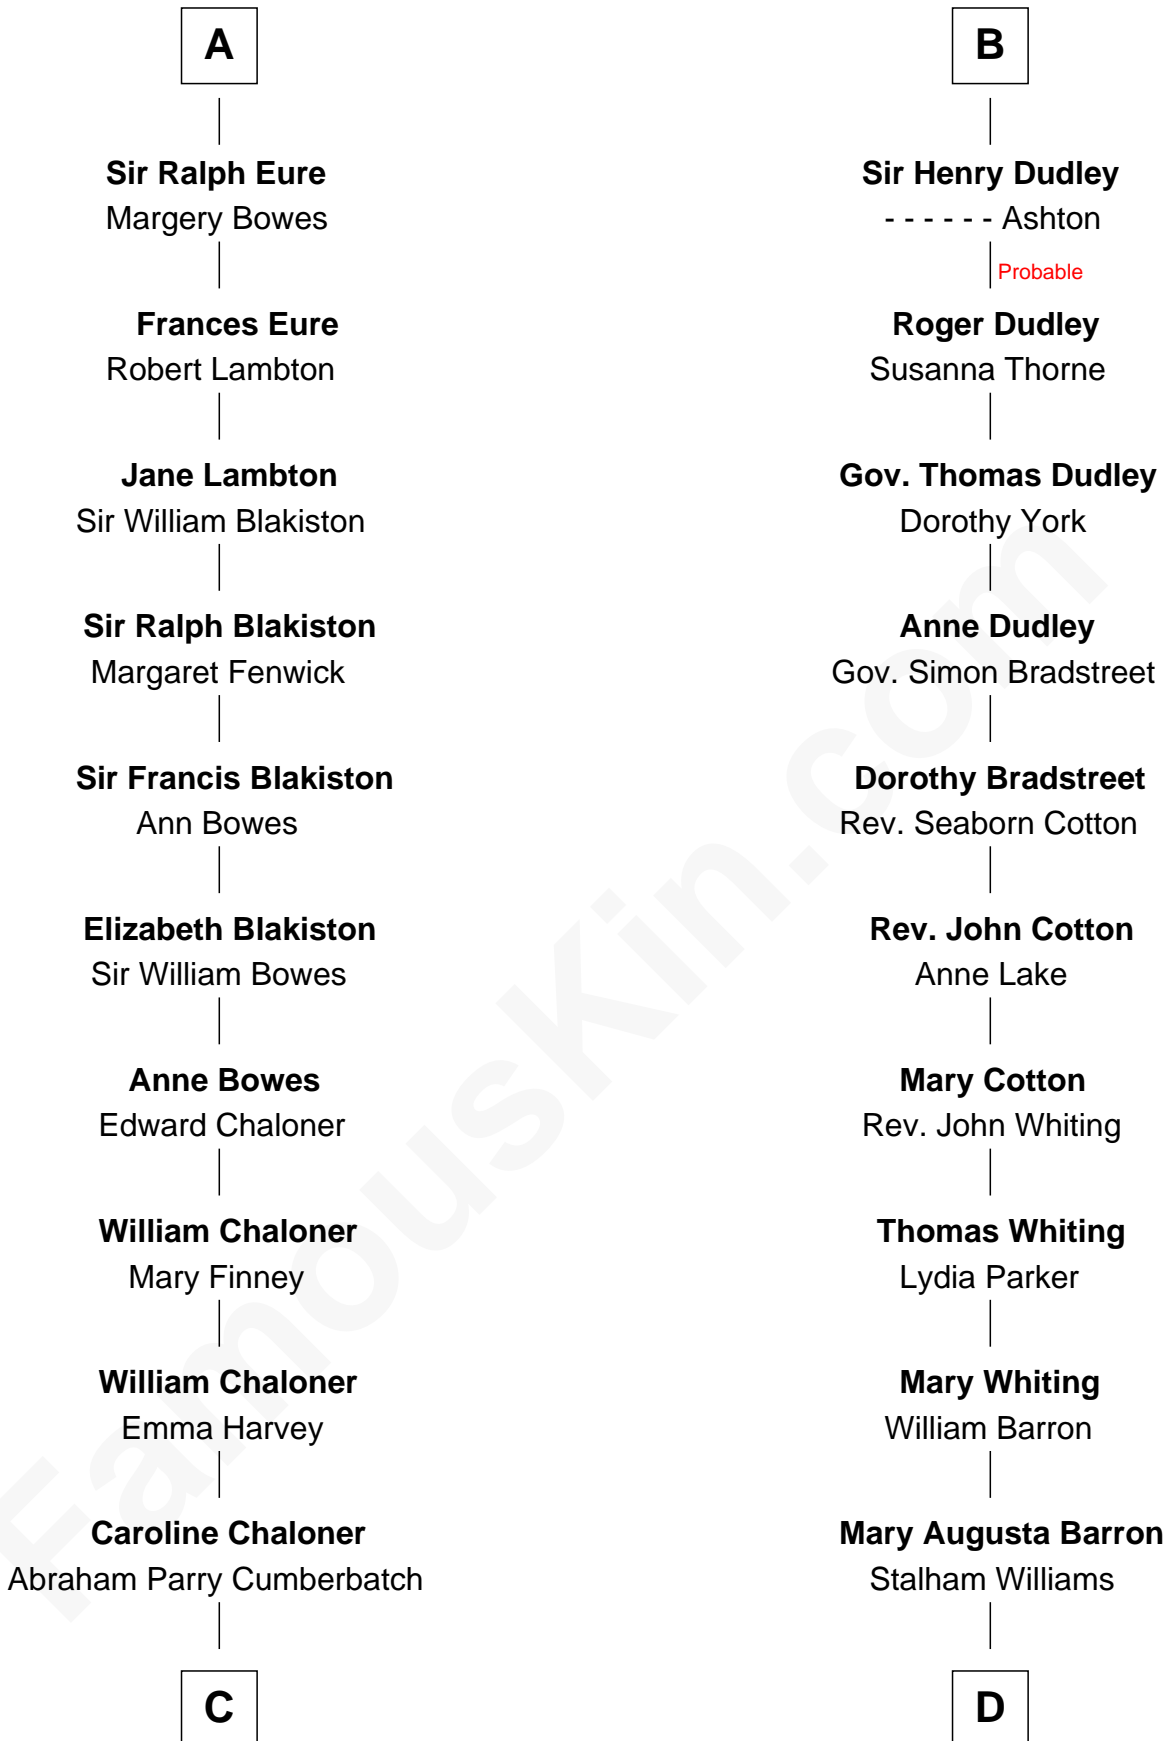 A
Sir Ralph Eure
Margery Bowes
Frances Eure
Robert Lambton
Jane Lambton
Sir William Blakiston
Sir Ralph Blakiston
Margaret Fenwick
Sir Francis Blakiston
Ann Bowes
Elizabeth Blakiston
Sir William Bowes
Anne Bowes
Edward Chaloner
William Chaloner
Mary Finney
William Chaloner
Emma Harvey
Caroline Chaloner
Abraham Parry Cumberbatch
C
B
Sir Henry Dudley
- - - - - - Ashton
Probable
Roger Dudley
Susanna Thorne
Gov. Thomas Dudley
Dorothy York
Anne Dudley
Gov. Simon Bradstreet
Dorothy Bradstreet
Rev. Seaborn Cotton
Rev. John Cotton
Anne Lake
Mary Cotton
Rev. John Whiting
Thomas Whiting
Lydia Parker
Mary Whiting
William Barron
Mary Augusta Barron
Stalham Williams
D
FamousKin.com